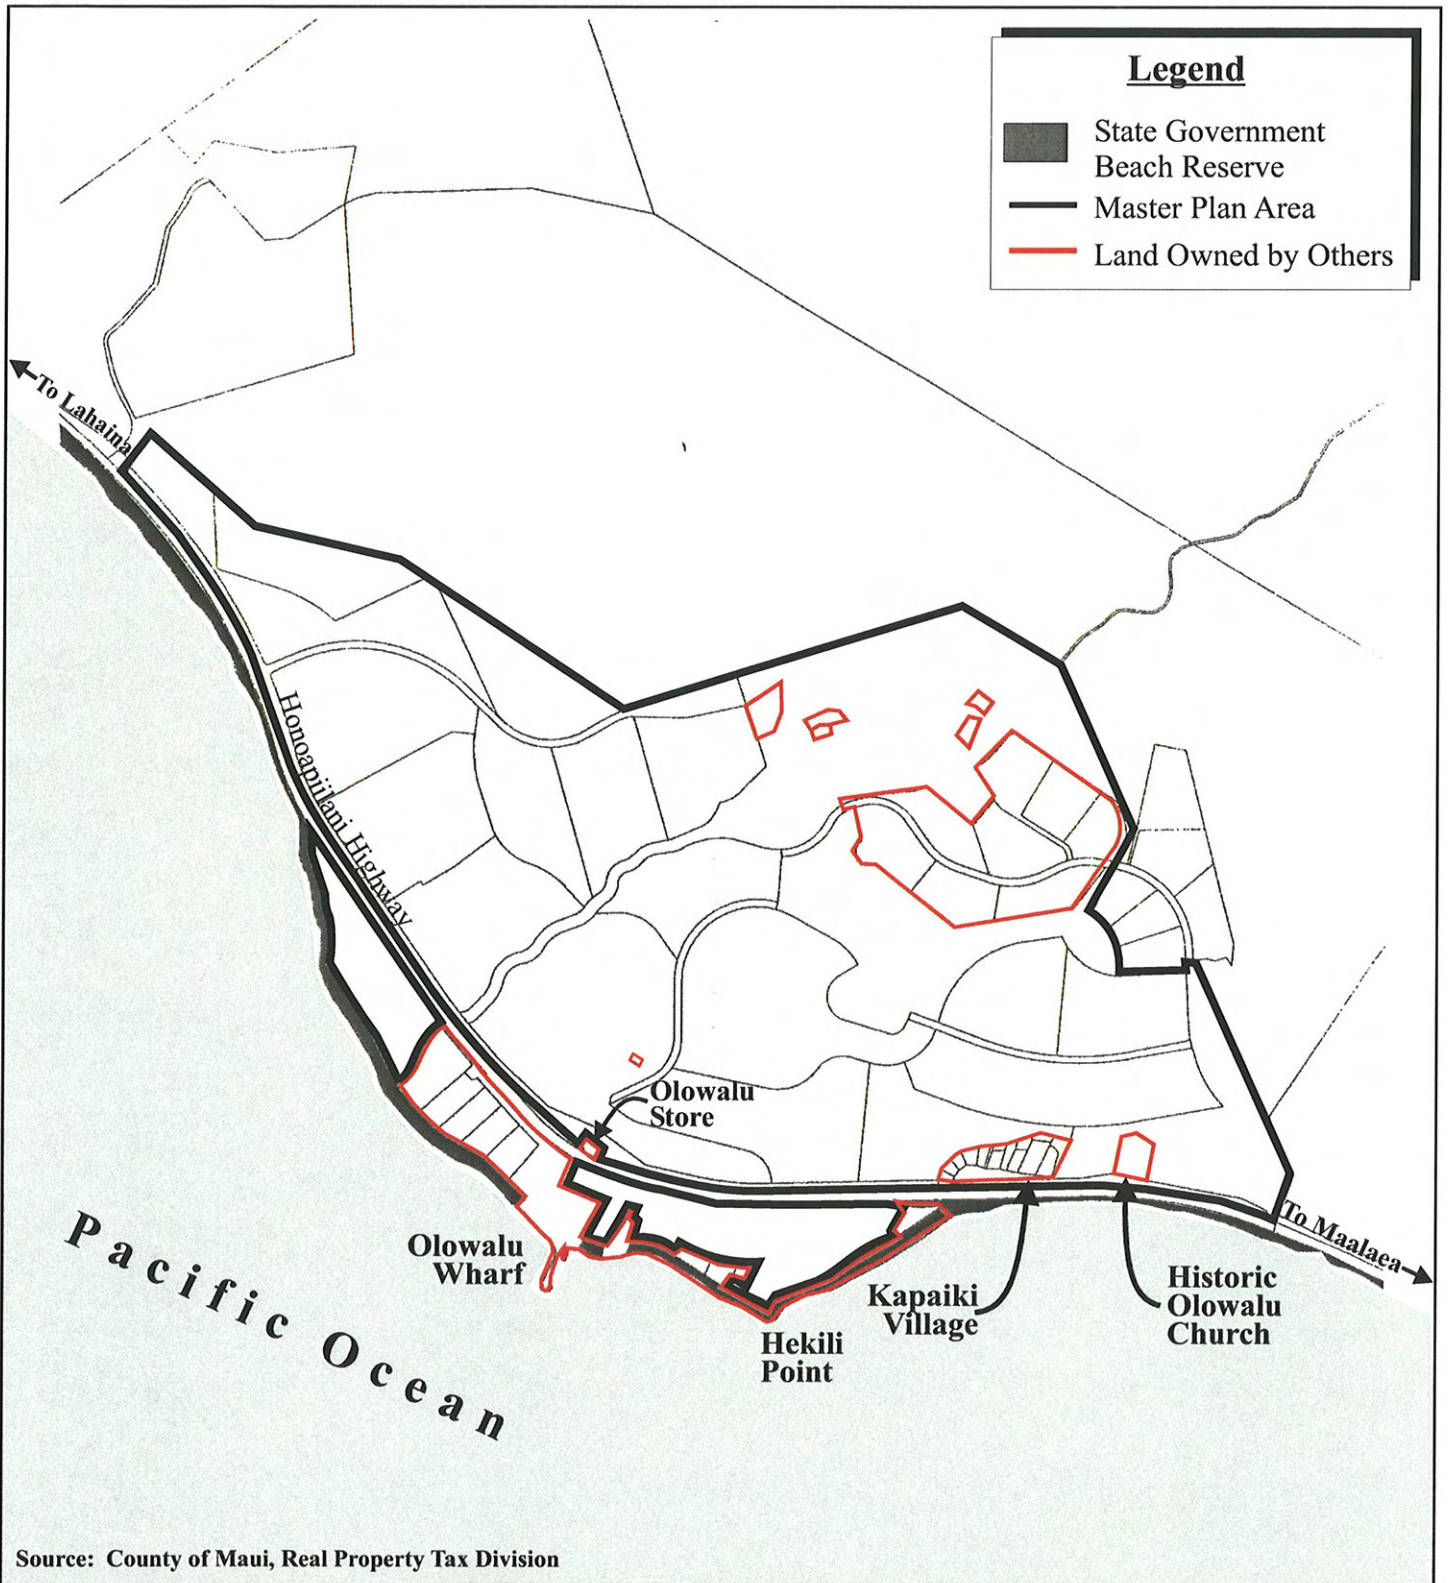 Legend
State Government
Beach Reserve
Master Plan Area
Land Owned by Others
To Lahaina
Honoapiilani Highway
Olowalu
Store
Olowalu
Wharf
To Maalaea
Kapaiki
Village
Historic
Olowalu
Church
Hekili
Point
Pacific Ocean
Source: County of Maui, Real Property Tax Division